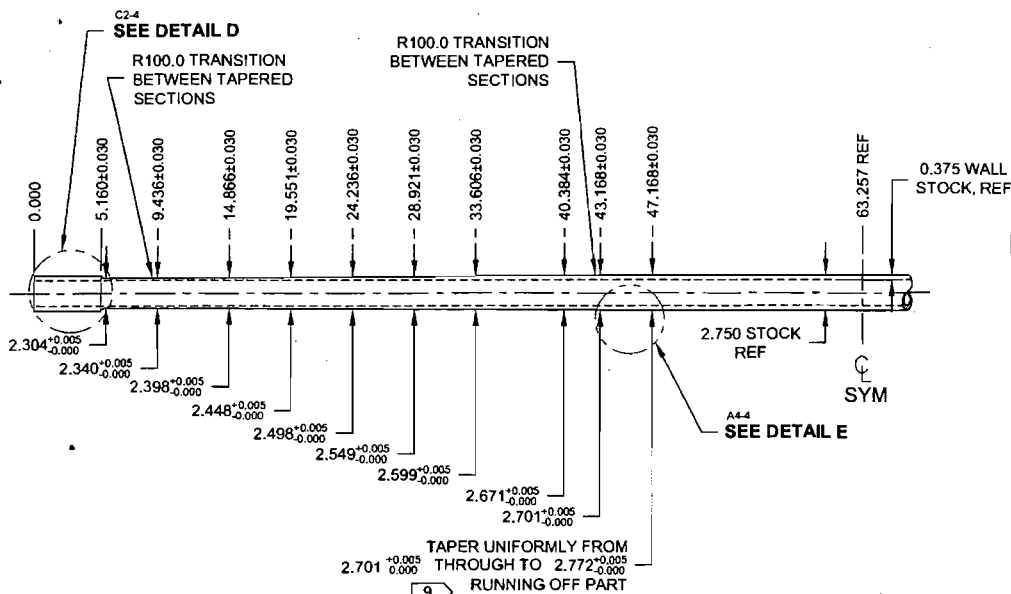 C2-4
SEE DETAIL D
R100.0 TRANSITION
BETWEEN TAPERED
SECTIONS
R100.0 TRANSITION
BETWEEN TAPERED
SECTIONS
0.000
5.160±0.030
9.436±0.030
14.866±0.030
19.551±0.030
24.236±0.030
28.921±0.030
33.606±0.030
40.384±0.030
43.168±0.030
47.168±0.030
63.257 REF
0.375 WALL
STOCK, REF
2.304 +0.005 -0.000
2.340 +0.005 -0.000
2.398 +0.005 -0.000
2.448 +0.005 -0.000
2.498 +0.005 -0.000
2.549 +0.005 -0.000
2.599 +0.005 -0.000
2.671 +0.005 -0.000
2.701 +0.005 -0.000
2.750 STOCK
REF
CL
SYM
A4-4
SEE DETAIL E
TAPER UNIFORMLY FROM
2.701 +0.005 0.000 THROUGH TO 2.772 +0.005 -0.000
9 RUNNING OFF PART